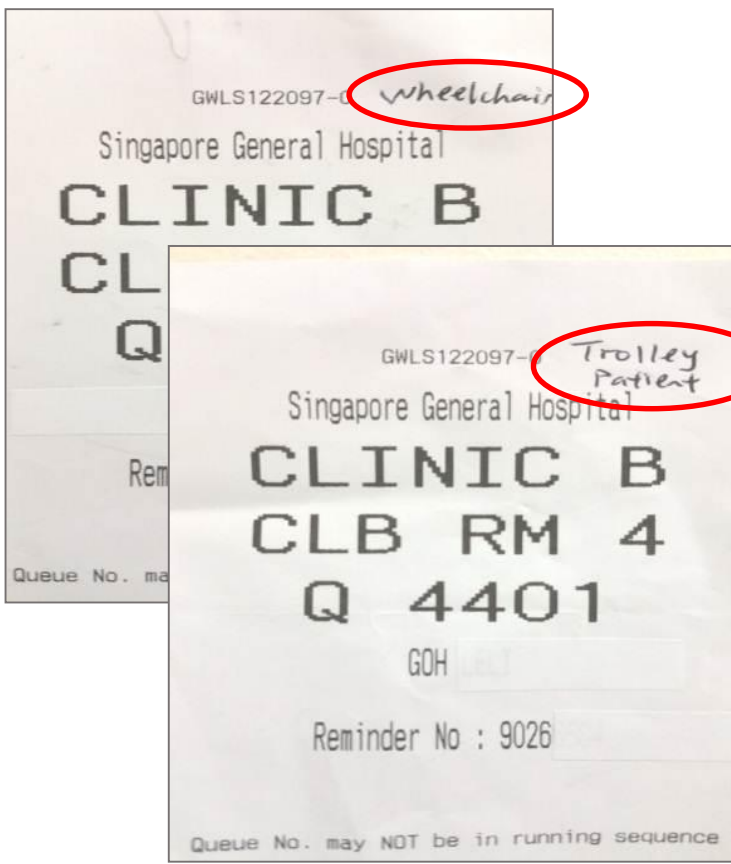 GWLS122097-0 wheelchair
Singapore General Hospital
CLINIC B
CL
Q
Rem
Queue No. ma
GWLS122097-0 Trolley
Patient
Singapore General Hospital
CLINIC B
CLB RM 4
Q 4401
GOH
Reminder No : 9026
Queue No. may NOT be in running sequence